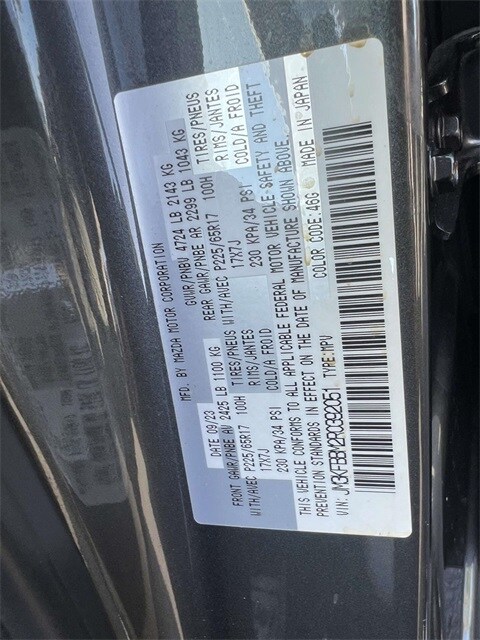 MFD. BY MAZDA MOTOR CORPORATION
DATE 09/23 GVWR/PNBV 4724 LB 2143 KG
FRONT GAWR/PNBE AV 2425 LB 1100 KG REAR GAWR/PNBE AR 2299 LB 1043 KG
WITH/AVEC P225/65R17 100H TIRES/PNEUS WITH/AVEC P225/65R17 100H TIRES/PNEUS
17X7J RIMS/JANTES 17X7J RIMS/JANTES
230 KPA/34 PSI COLD/A FROID 230 KPA/34 PSI COLD/A FROID
THIS VEHICLE CONFORMS TO ALL APPLICABLE FEDERAL MOTOR VEHICLE SAFETY AND THEFT
PREVENTION STANDARDS IN EFFECT ON THE DATE OF MANUFACTURE SHOWN ABOVE.
VIN: JM3KFBBM2R0392051 TYPE:MPV COLOR CODE:46G MADE IN JAPAN